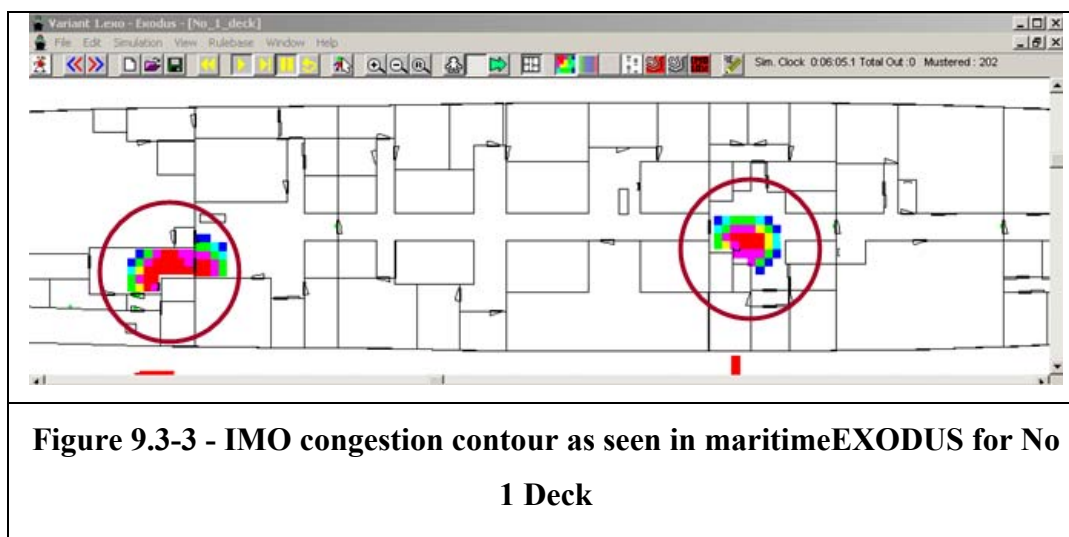 Variant 1.exo - Exodus - [No_1_deck]
File Edit Simulation View Rulebase Window Help
Sim. Clock 0:06:05.1 Total Out :0 Mustered : 202
Figure 9.3-3 - IMO congestion contour as seen in maritimeEXODUS for No
1 Deck